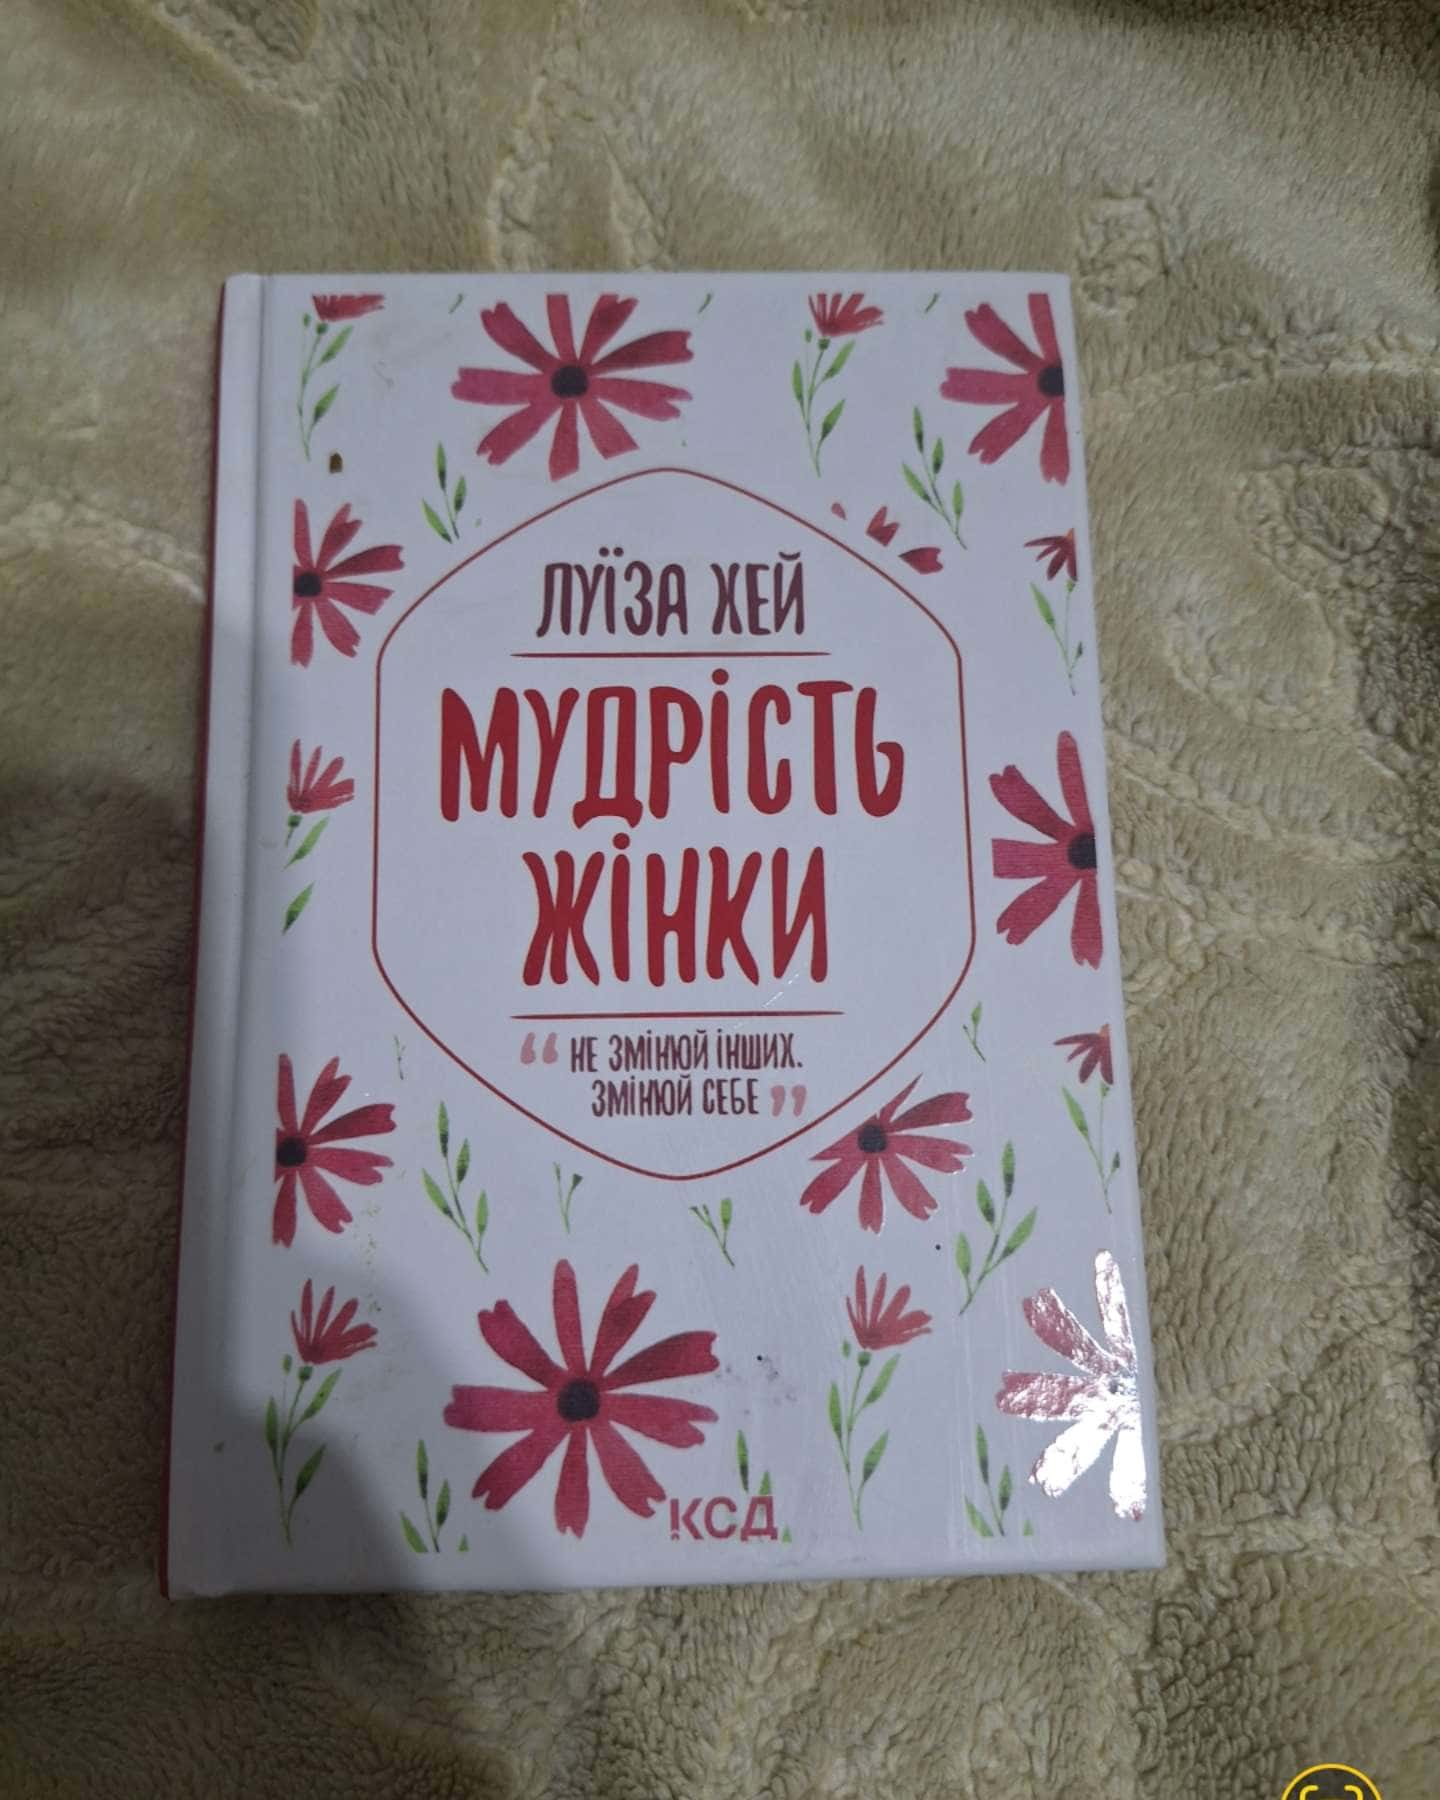 ЛУЇЗА ХЕЙ
МУДРІСТЬ
ЖІНКИ
“ НЕ ЗМІНЮЙ ІНШИХ.
ЗМІНЮЙ СЕБЕ ”
КСД